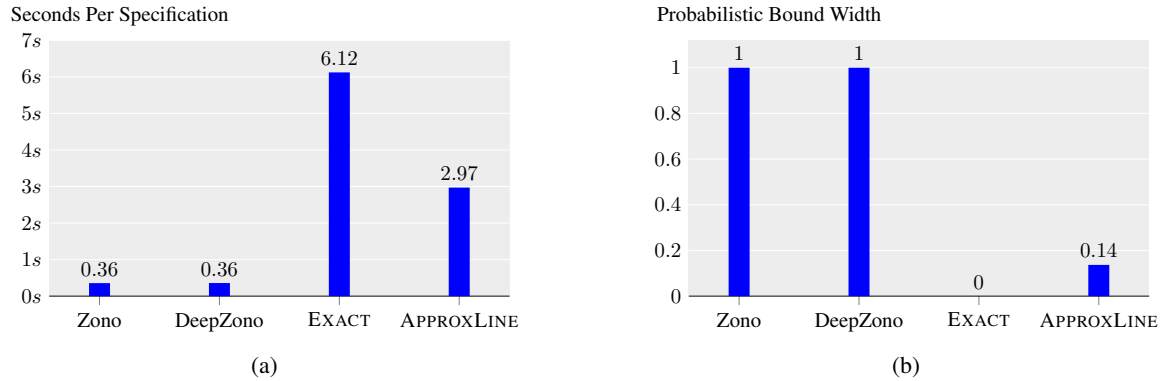 Seconds Per Specification
7s
6s
5s
4s
3s
2s
1s
0s
6.12
2.97
0.36
0.36
Zono DeepZono EXACT APPROXLINE
(a)
Probabilistic Bound Width
1
0.8
0.6
0.4
0.2
0
1 1
0.14
0
Zono DeepZono EXACT APPROXLINE
(b)